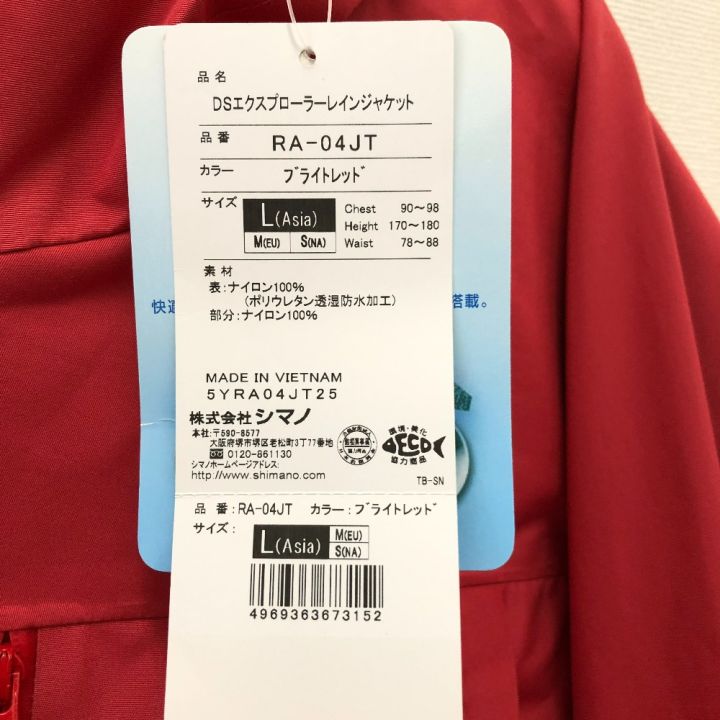 品名
DSエクスプローラーレインジャケット
品番 RA-04JT
カラー ブライトレッド
サイズ L(Asia) Chest 90~98
M(EU) S(NA) Height 170~180
Waist 78~88
素材
表:ナイロン100%
(ポリウレタン透湿防水加工)
部分:ナイロン100%
快適
搭載。
MADE IN VIETNAM
5YRA04JT25
株式会社シマノ
本社:〒590-8577
大阪府堺市堺区老松町3丁77番地
0120-861130
シマノホームページアドレス:
http://www.shimano.com
環境・美化
ECO
協力商品
TB-SN
品番:RA-04JT カラー:ブライトレッド
サイズ: L(Asia) M(EU)
S(NA)
4969363673152